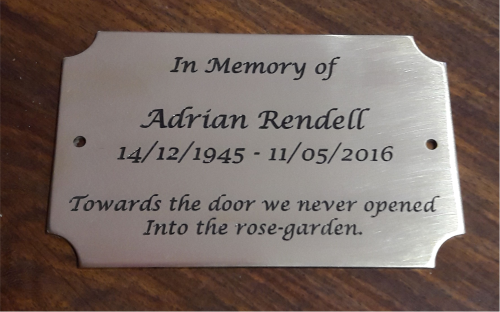 In Memory of
Adrian Rendell
14/12/1945 - 11/05/2016
Towards the door we never opened
Into the rose-garden.